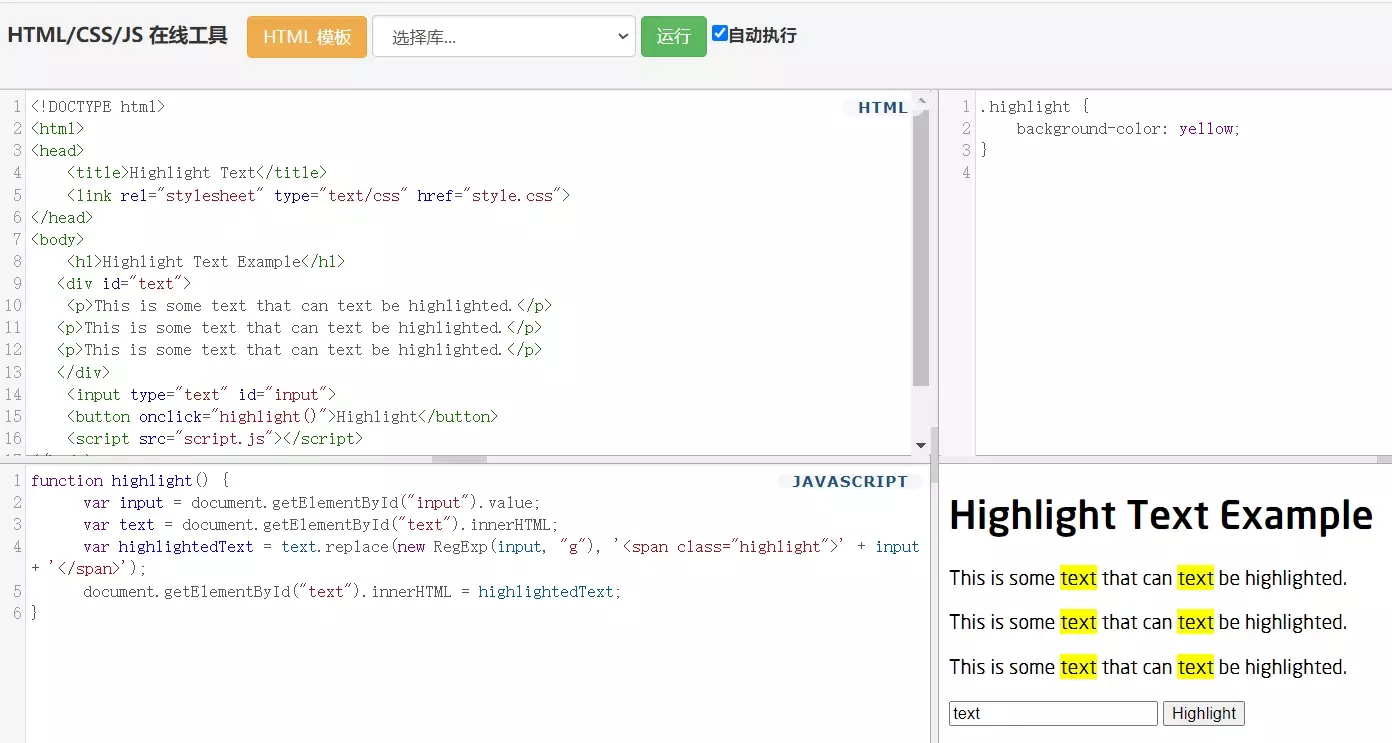 HTML/CSS/JS 在线工具 HTML 模板 选择库... 运行 自动执行
HTML
1 <!DOCTYPE html>
2 <html>
3 <head>
4 <title>Highlight Text</title>
5 <link rel="stylesheet" type="text/css" href="style.css">
6 </head>
7 <body>
8 <h1>Highlight Text Example</h1>
9 <div id="text">
10 <p>This is some text that can text be highlighted.</p>
11 <p>This is some text that can text be highlighted.</p>
12 <p>This is some text that can text be highlighted.</p>
13 </div>
14 <input type="text" id="input">
15 <button onclick="highlight()">Highlight</button>
16 <script src="script.js"></script>
1 .highlight {
2 background-color: yellow;
3 }
4
JAVASCRIPT
1 function highlight() {
2 var input = document.getElementById("input").value;
3 var text = document.getElementById("text").innerHTML;
4 var highlightedText = text.replace(new RegExp(input, "g"), '<span class="highlight">' + input
+ '</span>');
5 document.getElementById("text").innerHTML = highlightedText;
6 }
Highlight Text Example
This is some text that can text be highlighted.
This is some text that can text be highlighted.
This is some text that can text be highlighted.
text Highlight